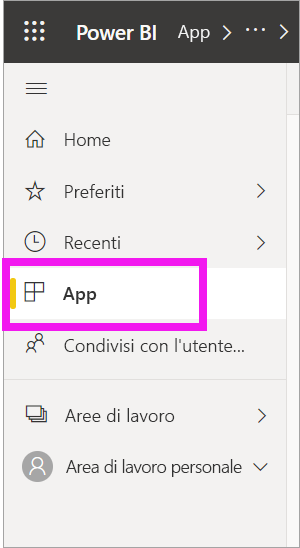 Power BI App > ··· >
Home
Preferiti
Recenti
App
Condivisi con l'utente...
Aree di lavoro
Area di lavoro personale